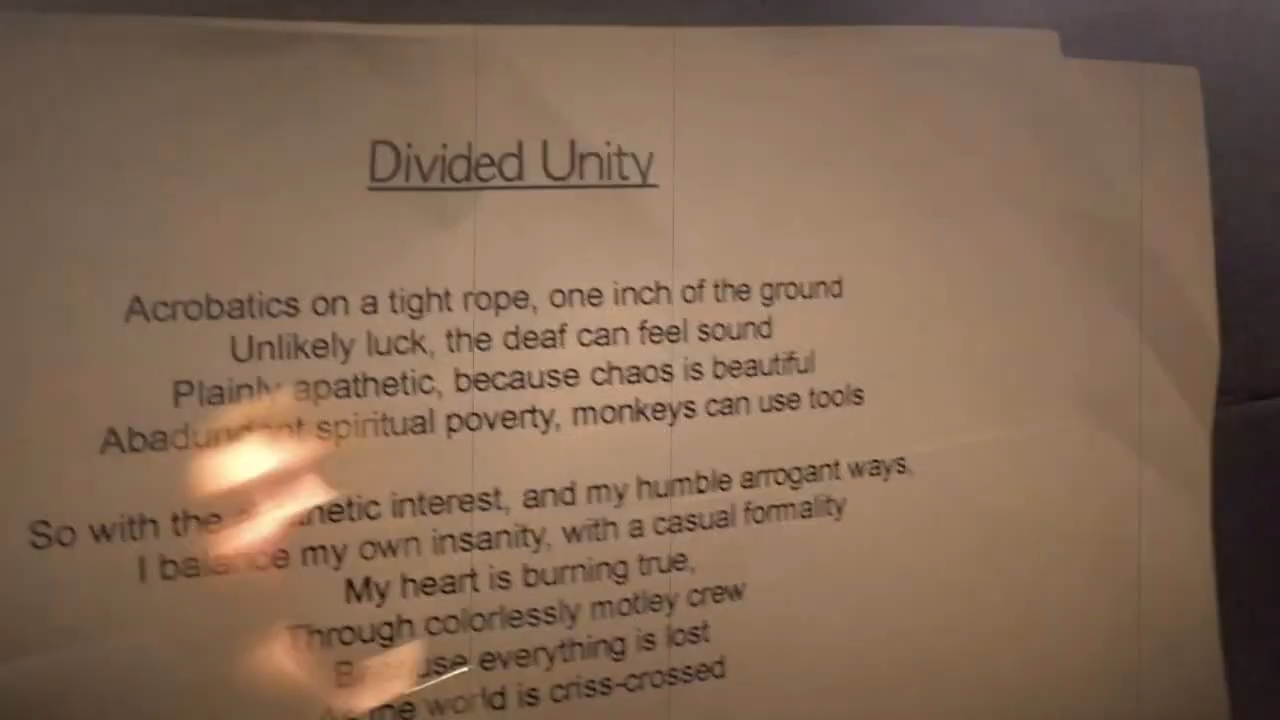 Divided Unity
Acrobatics on a tight rope, one inch of the ground
Unlikely luck, the deaf can feel sound
Plainly apathetic, because chaos is beautiful
spiritual poverty, monkeys can use tools
So with the interest, and my humble arrogant ways,
I balance my own insanity, with a casual formality
My heart is burning true,
Through colorlessly motley crew
Because everything is lost
world is criss-crossed